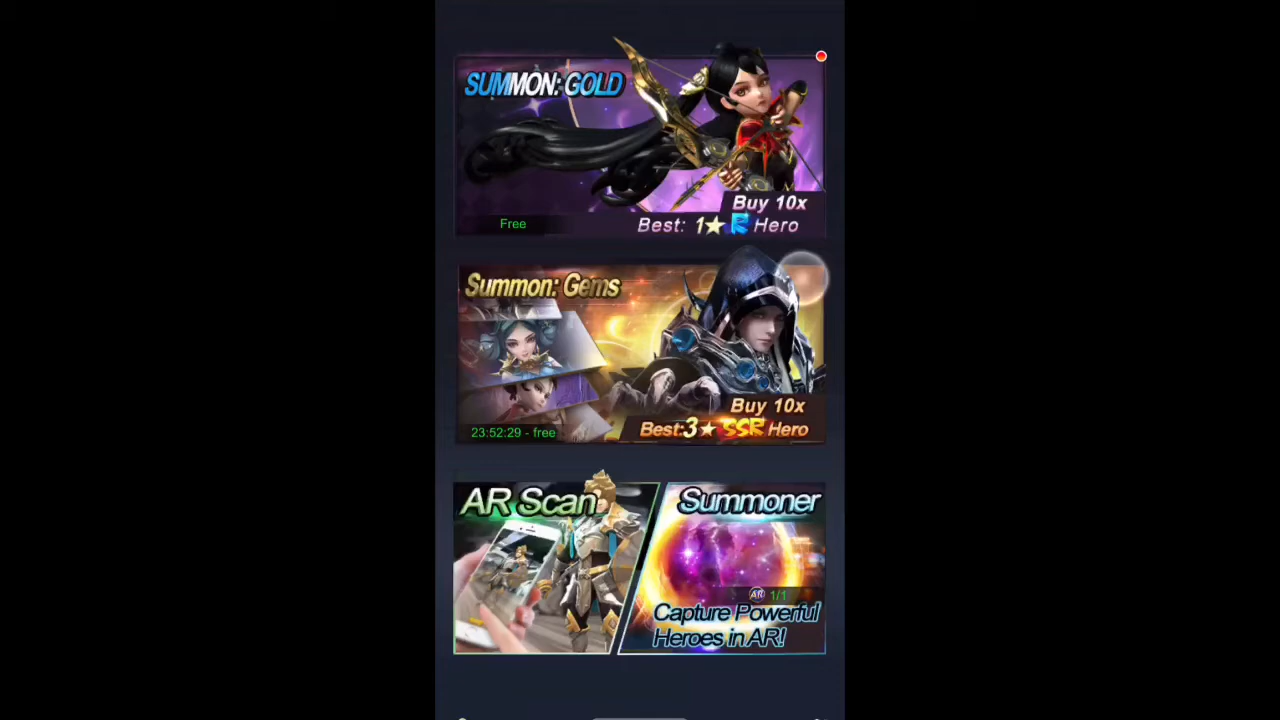 SUMMON: GOLD
Buy 10x
Free
Best: 1★ R Hero
Summon: Gems
Buy 10x
23:52:29 - free
Best:3★ SSR Hero
AR Scan
Summoner
AR 1/1
Capture Powerful
Heroes in AR!